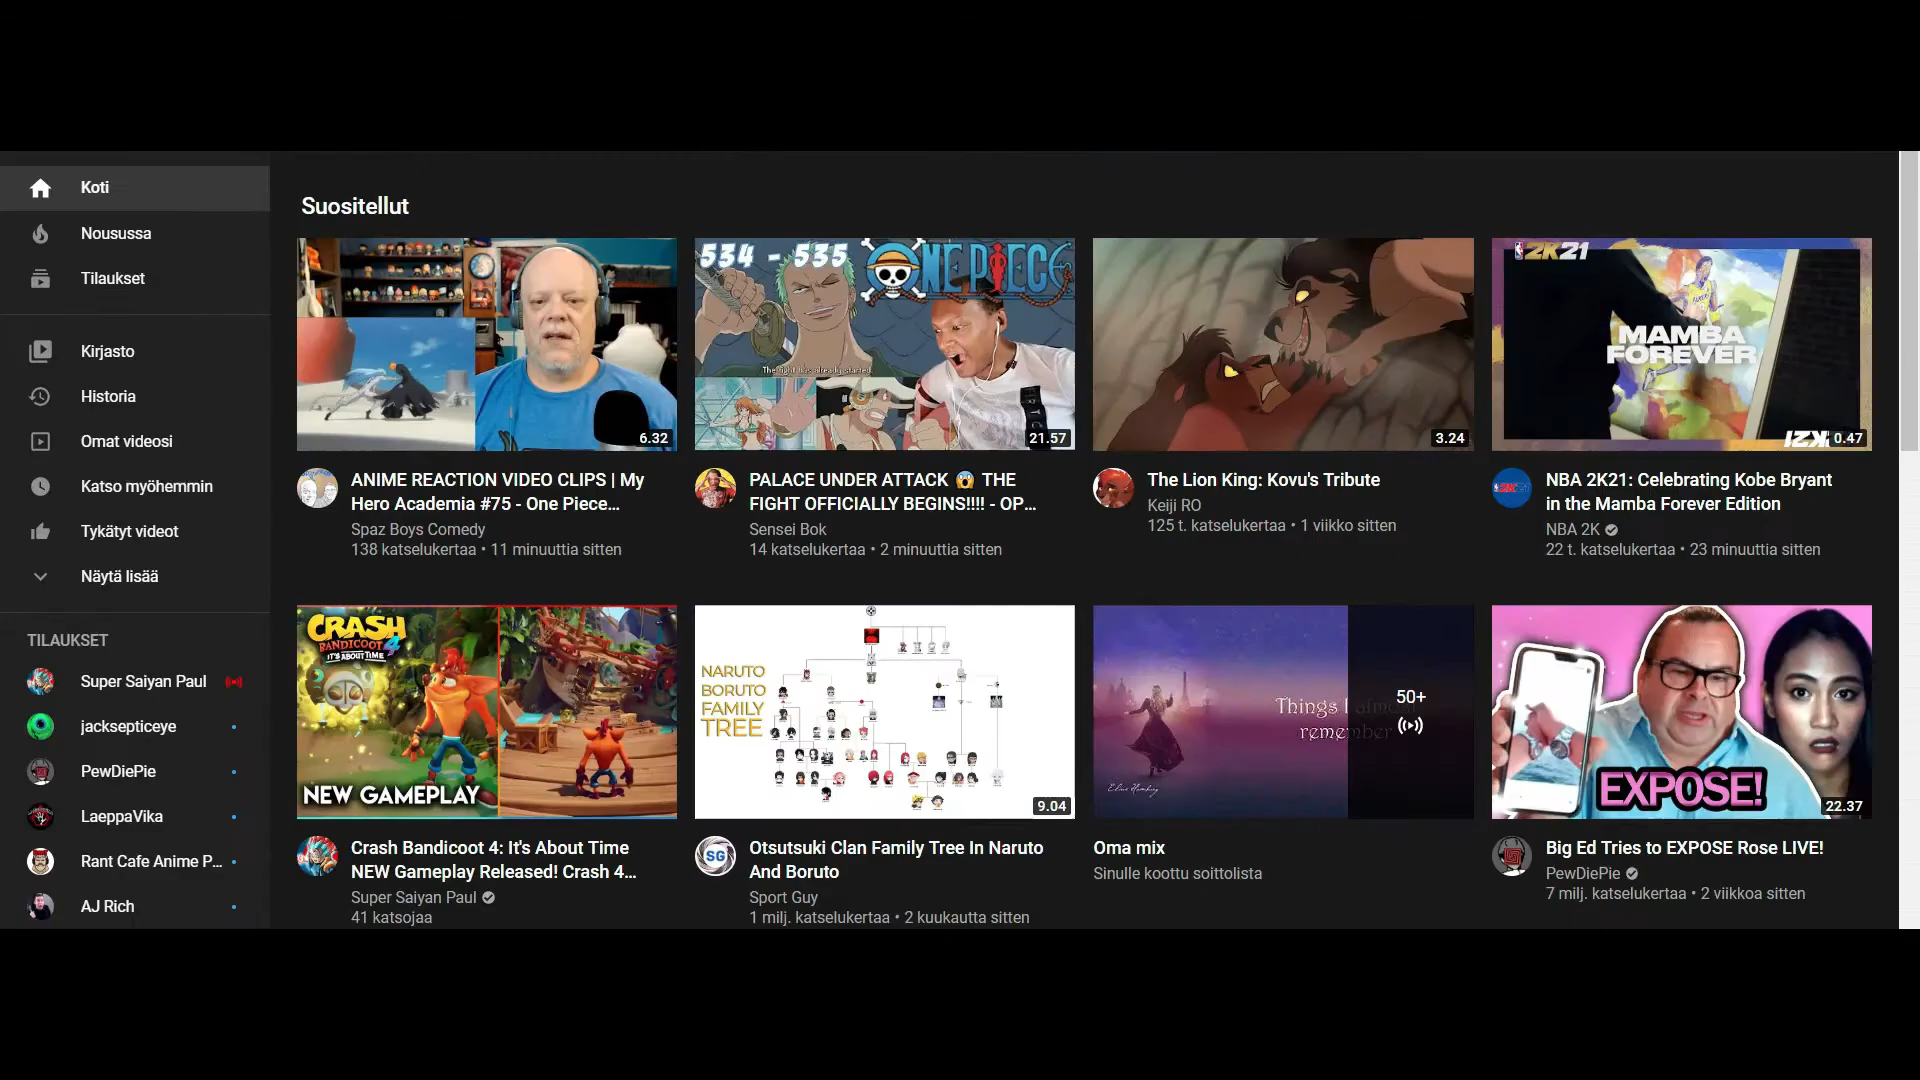 Koti
Nousussa
Tilaukset
Kirjasto
Historia
Omat videosi
Katso myöhemmin
Tykätyt videot
Näytä lisää
TILAUKSET
Super Saiyan Paul
jacksepticeye
PewDiePie
LaeppaVika
Rant Cafe Anime P...
AJ Rich
Suositellut
6.32
ANIME REACTION VIDEO CLIPS | My
Hero Academia #75 - One Piece...
Spaz Boys Comedy
138 katselukertaa • 11 minuuttia sitten
534 - 535
ONE PIECE
The fight has already started.
21.57
PALACE UNDER ATTACK 😱 THE
FIGHT OFFICIALLY BEGINS!!!! - OP...
Sensei Bok
14 katselukertaa • 2 minuuttia sitten
3.24
The Lion King: Kovu's Tribute
Keiji RO
125 t. katselukertaa • 1 viikko sitten
2K21
MAMBA
FOREVER
0.47
NBA 2K21: Celebrating Kobe Bryant
in the Mamba Forever Edition
NBA 2K
22 t. katselukertaa • 23 minuuttia sitten
CRASH
BANDICOOT 4
IT'S ABOUT TIME
NEW GAMEPLAY
Crash Bandicoot 4: It's About Time
NEW Gameplay Released! Crash 4...
Super Saiyan Paul
41 katsojaa
NARUTO
BORUTO
FAMILY
TREE
9.04
SG
Otsutsuki Clan Family Tree In Naruto
And Boruto
Sport Guy
1 milj. katselukertaa • 2 kuukautta sitten
Things I almost
remember
50+
Oma mix
Sinulle koottu soittolista
EXPOSE!
22.37
Big Ed Tries to EXPOSE Rose LIVE!
PewDiePie
7 milj. katselukertaa • 2 viikkoa sitten